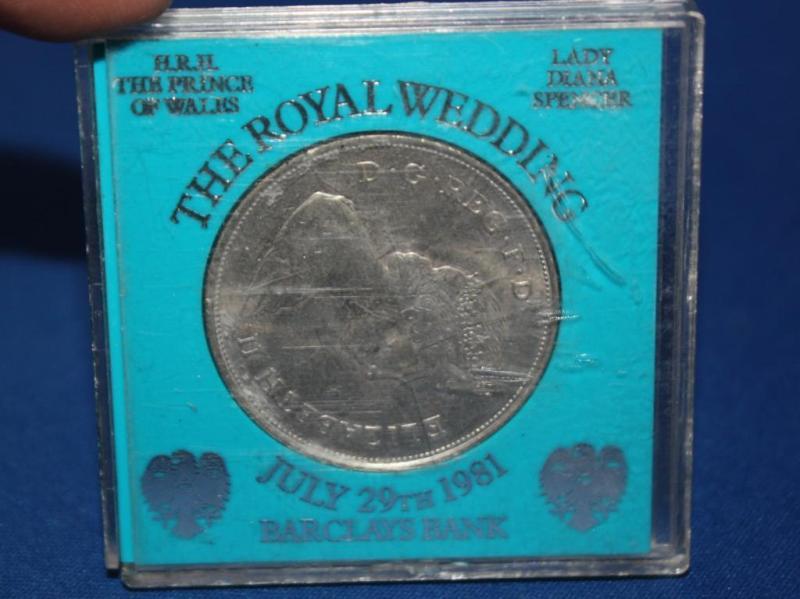 H.R.H.
THE PRINCE
OF WALES
LADY
DIANA
SPENCER
THE ROYAL WEDDING
D·G·REG·F·D
ELIZABETH II
JULY 29TH 1981
BARCLAYS BANK